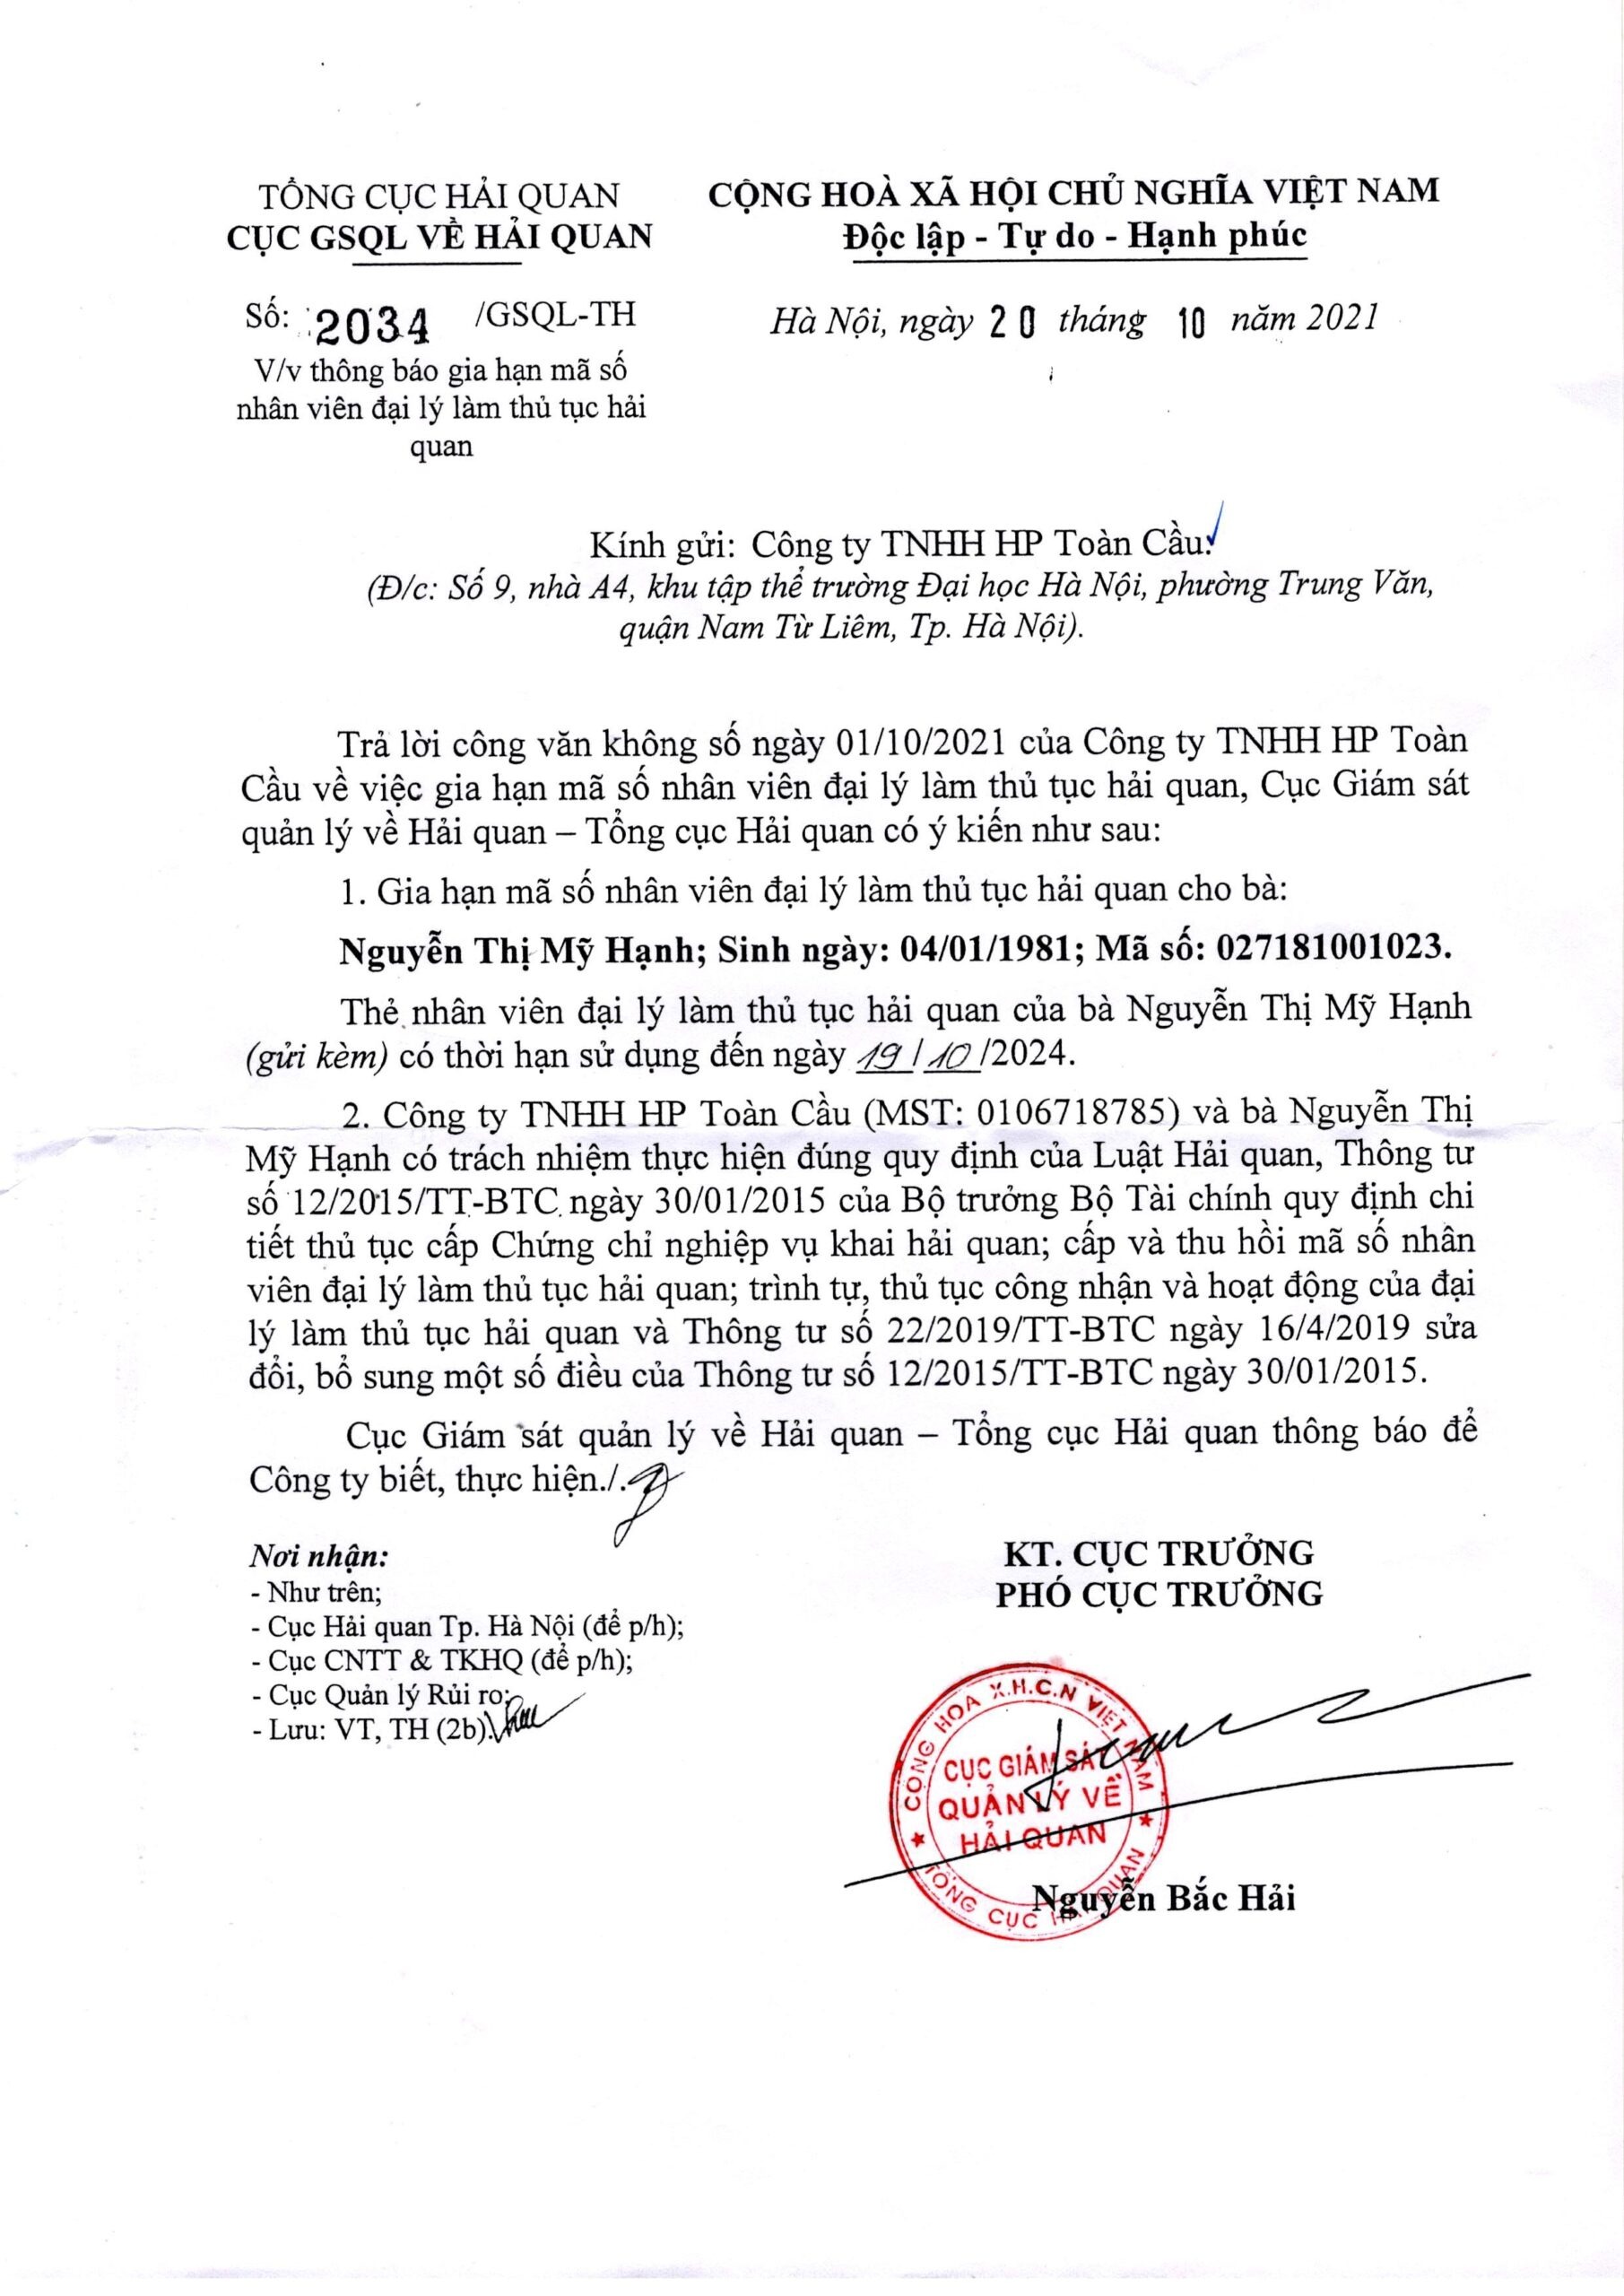 TỔNG CỤC HẢI QUAN
CỤC GSQL VỀ HẢI QUAN
CỘNG HOÀ XÃ HỘI CHỦ NGHĨA VIỆT NAM
Độc lập - Tự do - Hạnh phúc
Số: 2034 /GSQL-TH
V/v thông báo gia hạn mã số
nhân viên đại lý làm thủ tục hải
quan
Hà Nội, ngày 20 tháng 10 năm 2021
Kính gửi: Công ty TNHH HP Toàn Cầu.
(Đ/c: Số 9, nhà A4, khu tập thể trường Đại học Hà Nội, phường Trung Văn,
quận Nam Từ Liêm, Tp. Hà Nội).
Trả lời công văn không số ngày 01/10/2021 của Công ty TNHH HP Toàn
Cầu về việc gia hạn mã số nhân viên đại lý làm thủ tục hải quan, Cục Giám sát
quản lý về Hải quan – Tổng cục Hải quan có ý kiến như sau:
1. Gia hạn mã số nhân viên đại lý làm thủ tục hải quan cho bà:
Nguyễn Thị Mỹ Hạnh; Sinh ngày: 04/01/1981; Mã số: 027181001023.
Thẻ nhân viên đại lý làm thủ tục hải quan của bà Nguyễn Thị Mỹ Hạnh
(gửi kèm) có thời hạn sử dụng đến ngày 19/10/2024.
2. Công ty TNHH HP Toàn Cầu (MST: 0106718785) và bà Nguyễn Thị
Mỹ Hạnh có trách nhiệm thực hiện đúng quy định của Luật Hải quan, Thông tư
số 12/2015/TT-BTC ngày 30/01/2015 của Bộ trưởng Bộ Tài chính quy định chi
tiết thủ tục cấp Chứng chỉ nghiệp vụ khai hải quan; cấp và thu hồi mã số nhân
viên đại lý làm thủ tục hải quan; trình tự, thủ tục công nhận và hoạt động của đại
lý làm thủ tục hải quan và Thông tư số 22/2019/TT-BTC ngày 16/4/2019 sửa
đổi, bổ sung một số điều của Thông tư số 12/2015/TT-BTC ngày 30/01/2015.
Cục Giám sát quản lý về Hải quan – Tổng cục Hải quan thông báo để
Công ty biết, thực hiện./.
Nơi nhận:
- Như trên;
- Cục Hải quan Tp. Hà Nội (để p/h);
- Cục CNTT & TKHQ (để p/h);
- Cục Quản lý Rủi ro;
- Lưu: VT, TH (2b).
KT. CỤC TRƯỞNG
PHÓ CỤC TRƯỞNG
CỘNG HOA X.H.C.N VIỆT NAM
CỤC GIÁM SÁT
QUẢN LÝ VỀ
HẢI QUAN
TỔNG CỤC HẢI QUAN
Nguyễn Bắc Hải